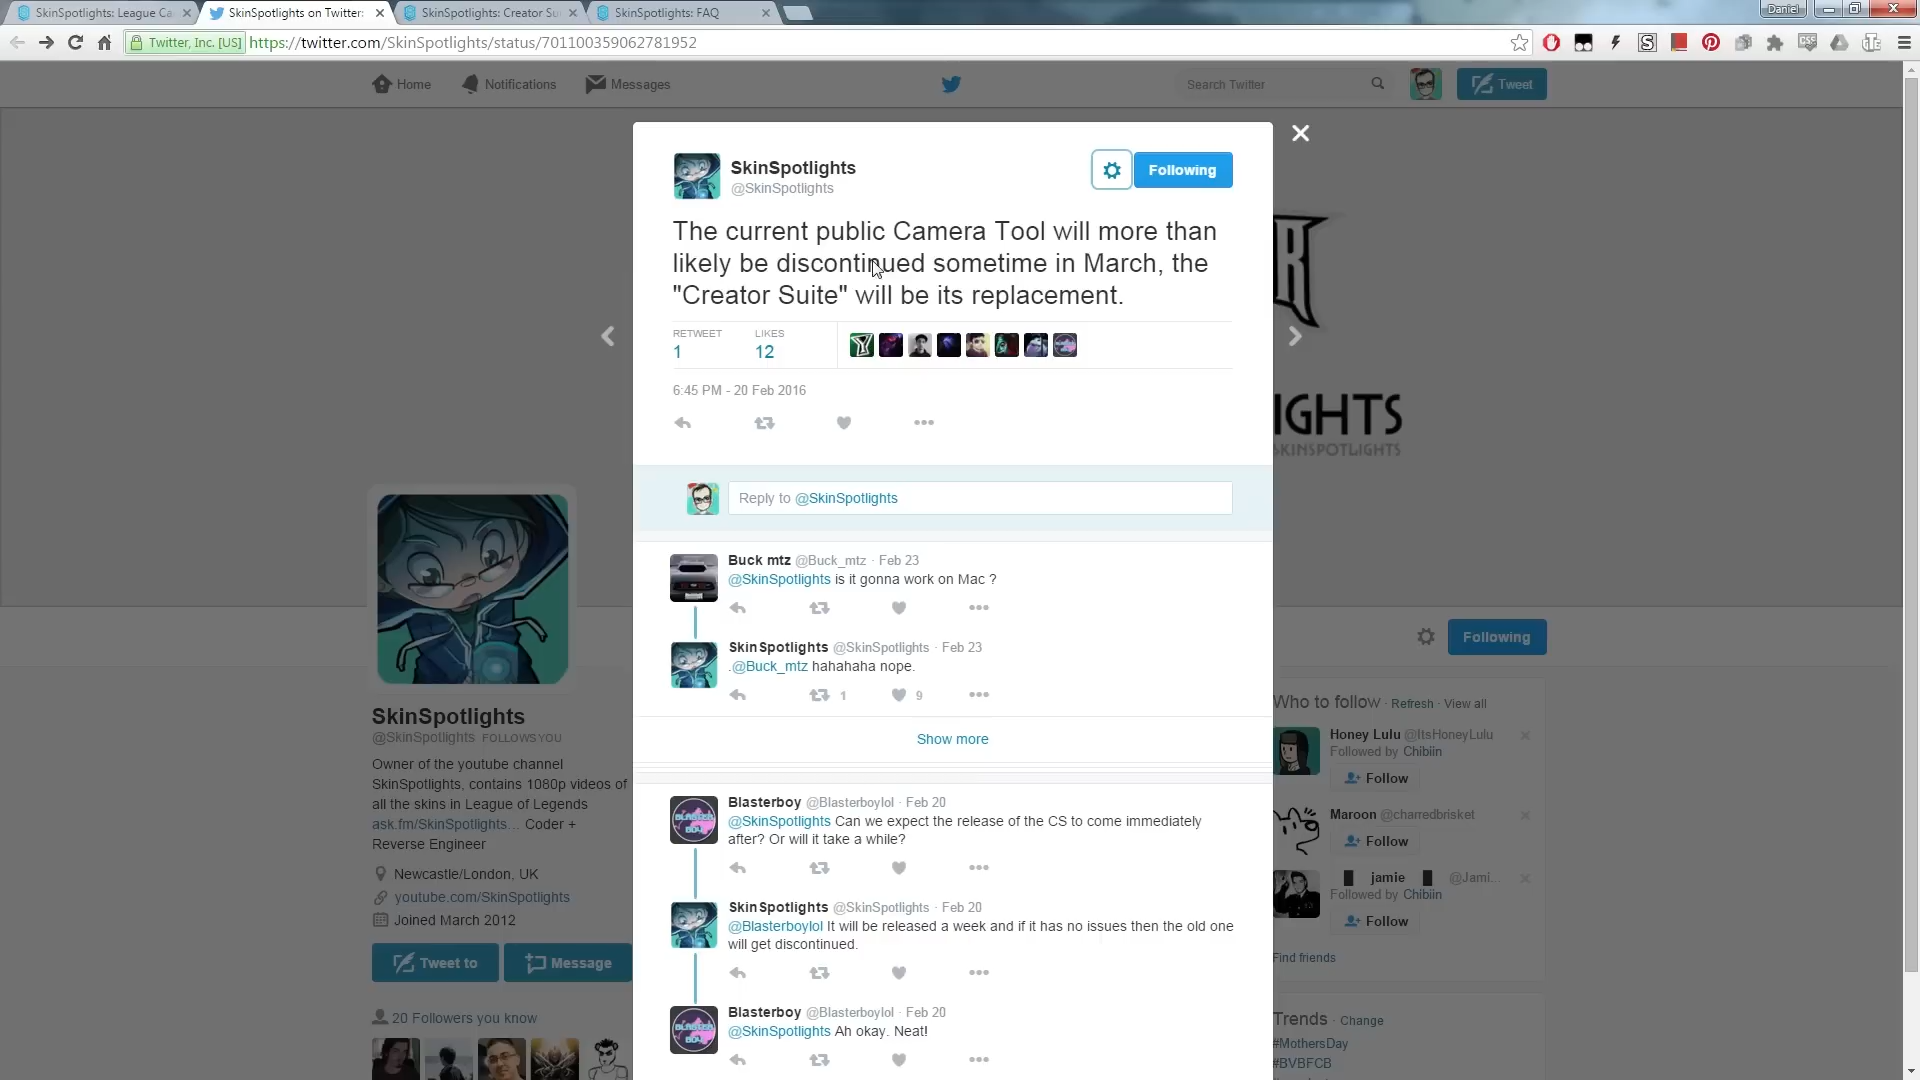 SkinSpotlights: League Ca
SkinSpotlights on Twitter:
SkinSpotlights: Creator Su
SkinSpotlights: FAQ
Daniel
Twitter, Inc. [US] https://twitter.com/SkinSpotlights/status/701100359062781952
Home
Notifications
Messages
Search Twitter
Tweet
SkinSpotlights
@SkinSpotlights
Following
The current public Camera Tool will more than
likely be discontinued sometime in March, the
"Creator Suite" will be its replacement.
RETWEET
LIKES
1
12
6:45 PM - 20 Feb 2016
Reply to @SkinSpotlights
Buck mtz @Buck_mtz · Feb 23
@SkinSpotlights is it gonna work on Mac ?
SkinSpotlights @SkinSpotlights · Feb 23
.@Buck_mtz hahahaha nope.
1
9
Show more
Blasterboy @Blasterboylol · Feb 20
@SkinSpotlights Can we expect the release of the CS to come immediately
after? Or will it take a while?
SkinSpotlights @SkinSpotlights · Feb 20
@Blasterboylol It will be released a week and if it has no issues then the old one
will get discontinued.
Blasterboy @Blasterboylol · Feb 20
@SkinSpotlights Ah okay. Neat!
SkinSpotlights
@SkinSpotlights FOLLOWS YOU
Owner of the youtube channel
SkinSpotlights, contains 1080p videos of
all the skins in League of Legends
ask.fm/SkinSpotlights... Coder +
Reverse Engineer
Newcastle/London, UK
youtube.com/SkinSpotlights
Joined March 2012
Tweet to
Message
20 Followers you know
R
IGHTS
SKINSPOTLIGHTS
Following
Who to follow · Refresh · View all
Honey Lulu @ItsHoneyLulu
Followed by Chibiin
Follow
Maroon @charredbrisket
Follow
jamie @Jami...
Followed by Chibiin
Follow
Find friends
Trends · Change
#MothersDay
#BVBFCB